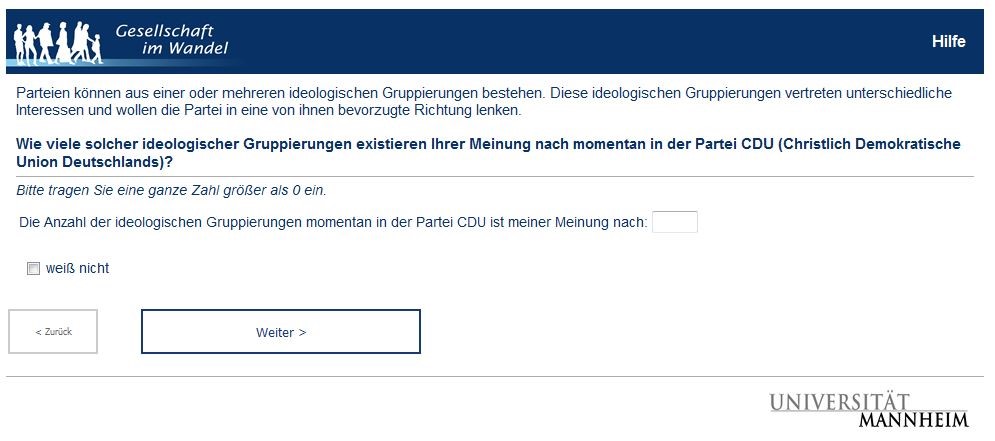 Gesellschaft
im Wandel
Hilfe
Parteien können aus einer oder mehreren ideologischen Gruppierungen bestehen. Diese ideologischen Gruppierungen vertreten unterschiedliche
Interessen und wollen die Partei in eine von ihnen bevorzugte Richtung lenken.
Wie viele solcher ideologischer Gruppierungen existieren Ihrer Meinung nach momentan in der Partei CDU (Christlich Demokratische
Union Deutschlands)?
Bitte tragen Sie eine ganze Zahl größer als 0 ein.
Die Anzahl der ideologischen Gruppierungen momentan in der Partei CDU ist meiner Meinung nach:
weiß nicht
< Zurück
Weiter >
UNIVERSITÄT
MANNHEIM